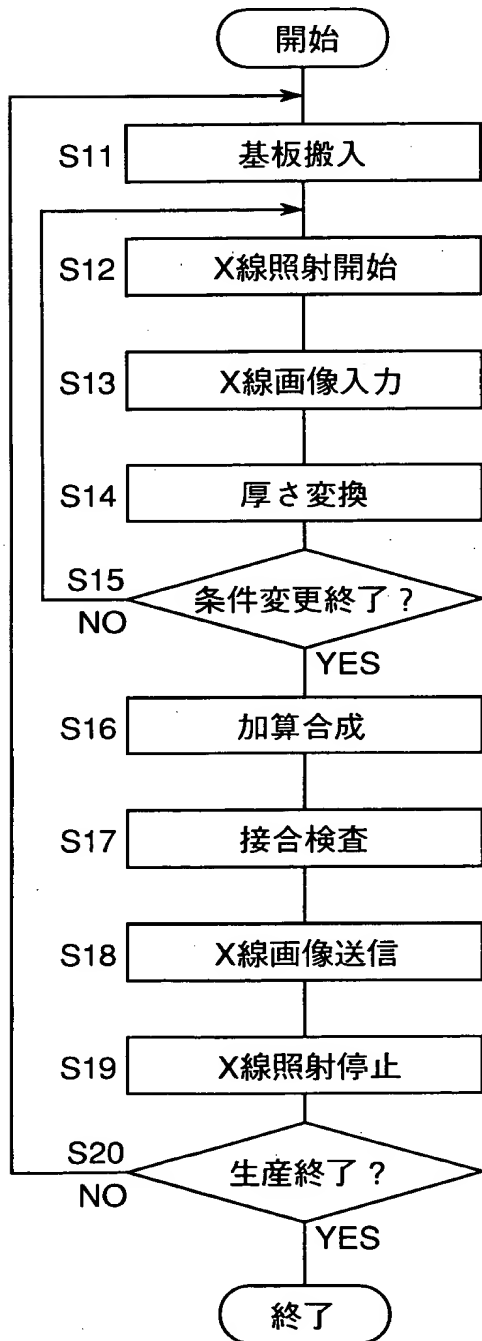 開始
S11 基板搬入
S12 X線照射開始
S13 X線画像入力
S14 厚さ変換
S15 条件変更終了?
NO
YES
S16 加算合成
S17 接合検査
S18 X線画像送信
S19 X線照射停止
S20 生産終了?
NO
YES
終了